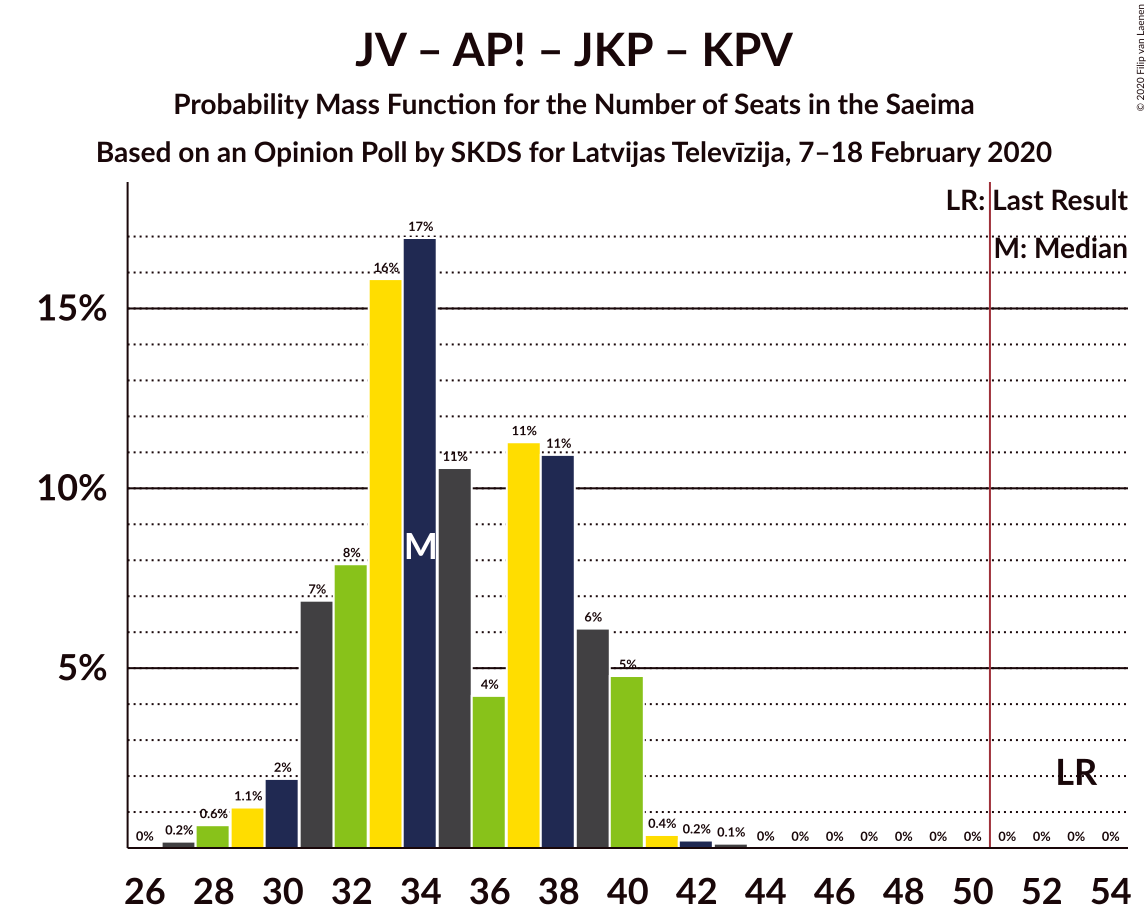 JV – AP! – JKP – KPV
Probability Mass Function for the Number of Seats in the Saeima
Based on an Opinion Poll by SKDS for Latvijas Televīzija, 7–18 February 2020
© 2020 Filip van Laenen
LR: Last Result
M: Median
15%
10%
5%
0% 0.2% 0.6% 1.1% 2% 7% 8% 16% 17% 11% 4% 11% 11% 6% 5% 0.4% 0.2% 0.1% 0% 0% 0% 0% 0% 0% 0% 0% 0% 0% 0%
M
LR
26 28 30 32 34 36 38 40 42 44 46 48 50 52 54